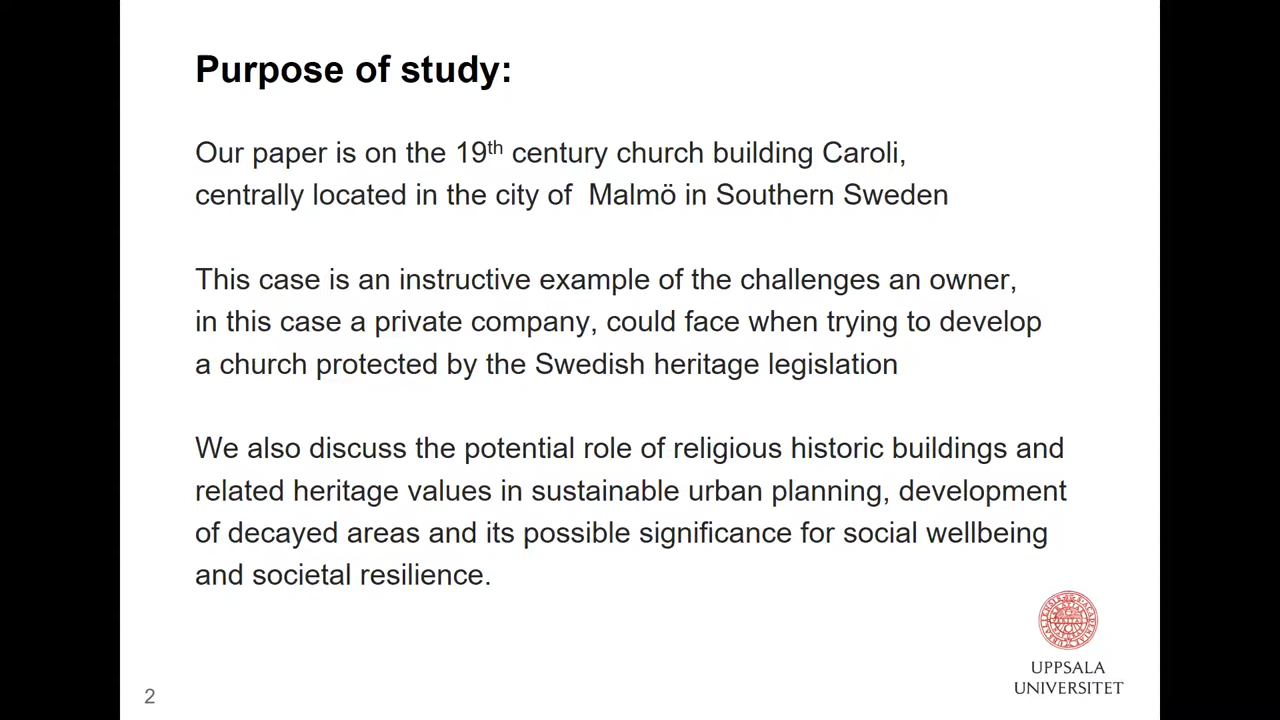 Purpose of study:
Our paper is on the 19th century church building Caroli,
centrally located in the city of  Malmö in Southern Sweden
This case is an instructive example of the challenges an owner,
in this case a private company, could face when trying to develop
a church protected by the Swedish heritage legislation
We also discuss the potential role of religious historic buildings and
related heritage values in sustainable urban planning, development
of decayed areas and its possible significance for social wellbeing
and societal resilience.
UPPSALA
UNIVERSITET
2